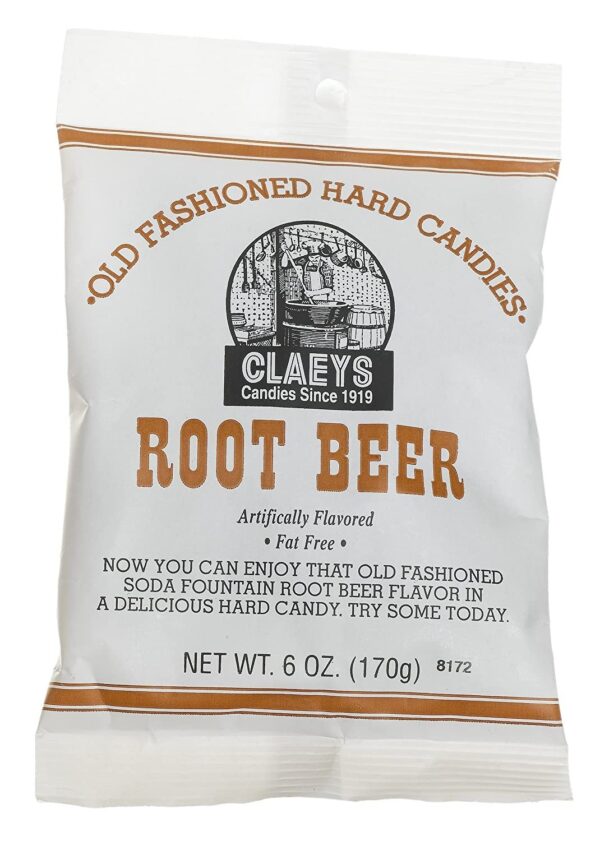 •OLD FASHIONED HARD CANDIES•
CLAEYS
Candies Since 1919
ROOT BEER
Artifically Flavored
• Fat Free •
NOW YOU CAN ENJOY THAT OLD FASHIONED
SODA FOUNTAIN ROOT BEER FLAVOR IN
A DELICIOUS HARD CANDY. TRY SOME TODAY.
NET WT. 6 OZ. (170g) 8172